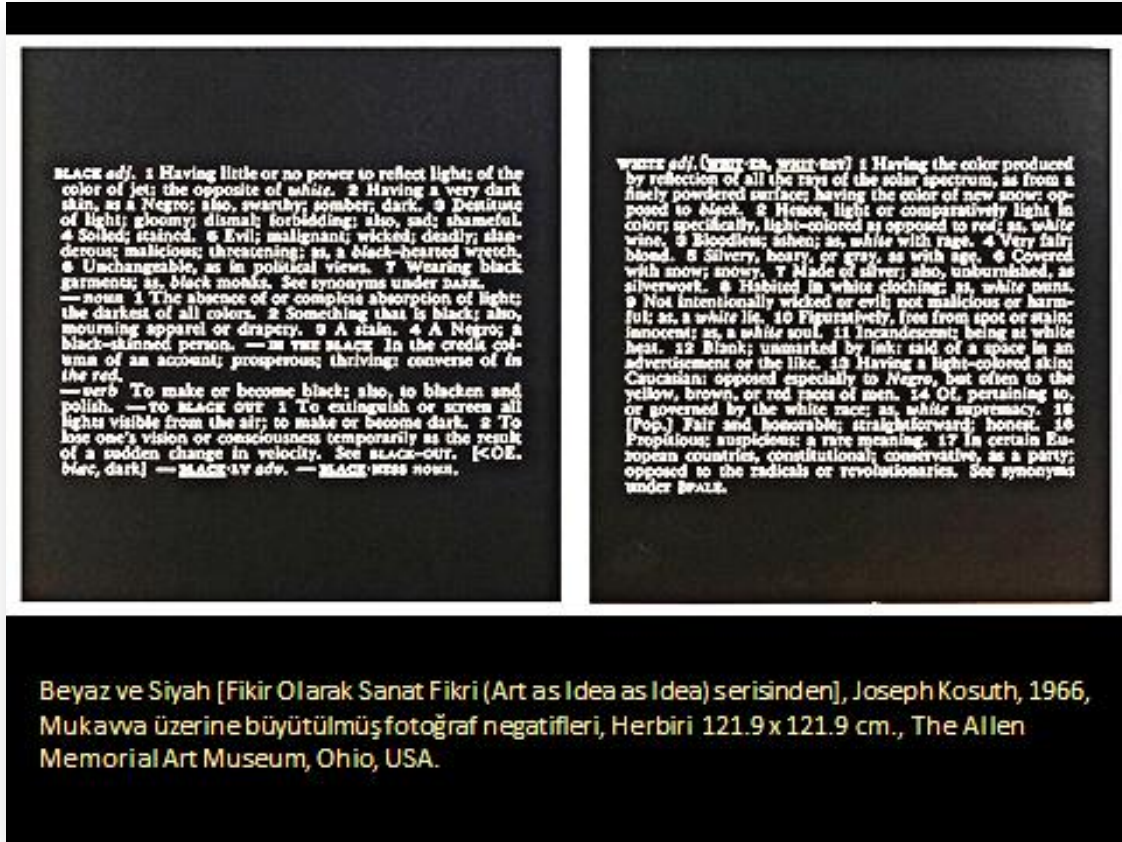 BLACK adj. 1 Having little or no power to reflect light; of the
color of jet; the opposite of white. 2 Having a very dark
skin, as a Negro; also, swarthy; somber; dark. 3 Destitute
of light; gloomy; dismal; forbidding; also, sad; shameful.
4 Soiled; stained. 5 Evil; malignant; wicked; deadly; slan-
derous; malicious; threatening; as, a black-hearted wretch.
6 Unchangeable, as in political views. 7 Wearing black
garments; as, black monks. See synonyms under DARK.
—noun 1 The absence of or complete absorption of light;
the darkest of all colors. 2 Something that is black; also,
mourning apparel or drapery. 3 A stain. 4 A Negro; a
black-skinned person. —IN THE BLACK In the credit col-
umn of an account; prosperous; thriving: converse of in
the red.
—verb To make or become black; also, to blacken and
polish. —TO BLACK OUT 1 To extinguish or screen all
lights visible from the air; to make or become dark. 2 To
lose one's vision or consciousness temporarily as the result
of a sudden change in velocity. See BLACK-OUT. [<OE.
blæc, dark] —BLACK·LY adv. —BLACK·NESS noun.
WHITE adj. [WHIT·ER, WHIT·EST] 1 Having the color produced
by reflection of all the rays of the solar spectrum, as from a
finely powdered surface; having the color of new snow: op-
posed to black. 2 Hence, light or comparatively light in
color; specifically, light-colored as opposed to red; as, white
wine. 3 Bloodless; ashen; as, white with rage. 4 Very fair;
blond. 5 Silvery, hoary, or gray, as with age. 6 Covered
with snow; snowy. 7 Made of silver; also, unburnished, as
silverwork. 8 Habited in white clothing; as, white nuns.
9 Not intentionally wicked or evil; not malicious or harm-
ful; as, a white lie. 10 Figuratively, free from spot or stain;
innocent; as, a white soul. 11 Incandescent; being at white
heat. 12 Blank; unmarked by ink: said of a space in an
advertisement or the like. 13 Having a light-colored skin;
Caucasian: opposed especially to Negro, but often to the
yellow, brown, or red races of men. 14 Of, pertaining to,
or governed by the white race; as, white supremacy. 15
[Pop.] Fair and honorable; straightforward; honest. 16
Propitious; auspicious: a rare meaning. 17 In certain Eu-
ropean countries, constitutional; conservative, as a party;
opposed to the radicals or revolutionaries. See synonyms
under PALE.
Beyaz ve Siyah [Fikir Olarak Sanat Fikri (Art as Idea as Idea) serisinden], Joseph Kosuth, 1966,
Mukavva üzerine büyütülmüş fotoğraf negatifleri, Herbiri 121.9 x 121.9 cm., The Allen
Memorial Art Museum, Ohio, USA.